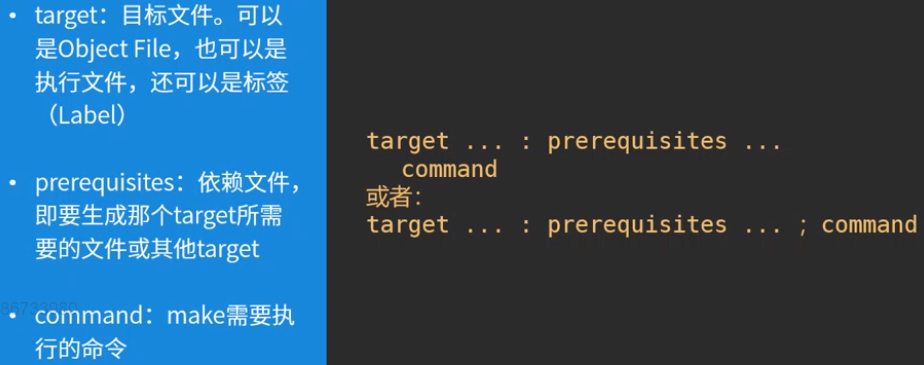 • target：目标文件。可以
是Object File，也可以是
执行文件，还可以是标签
（Label）
• prerequisites：依赖文件，
即要生成那个target所需
要的文件或其他target
• command：make需要执
行的命令
target ... : prerequisites ...
command
或者：
target ... : prerequisites ... ; command